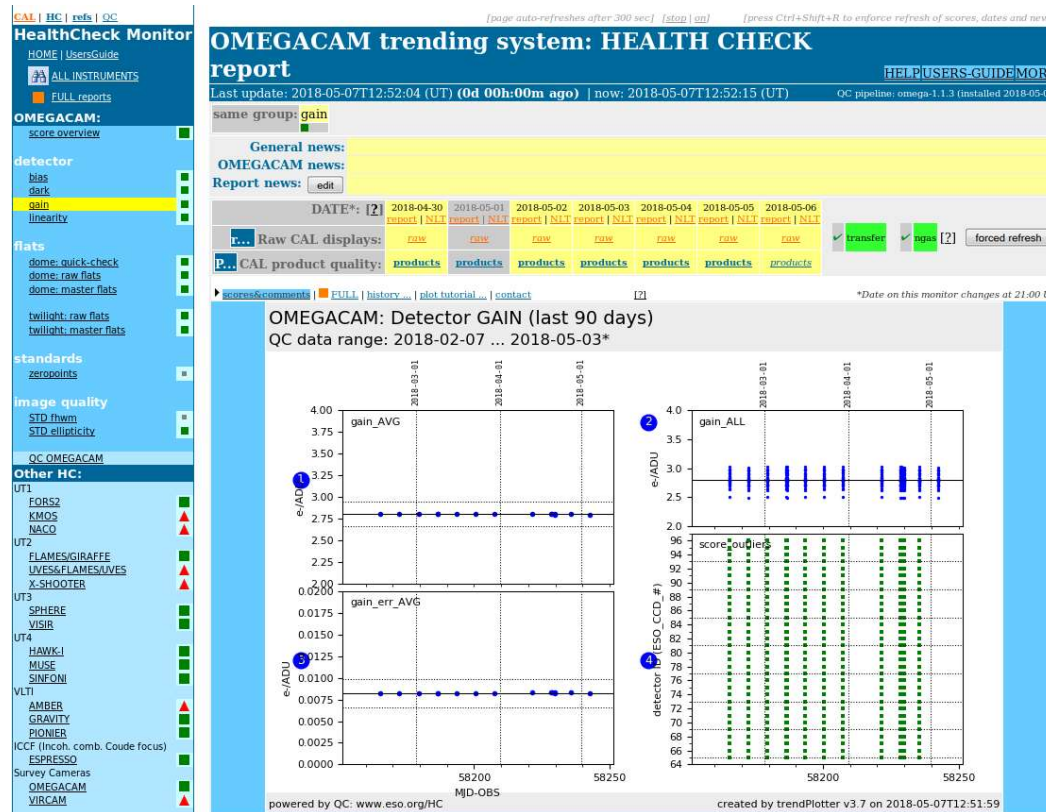 CAL | HC | refs | QC
[page auto-refreshes after 300 sec] [stop | on] [press Ctrl+Shift+R to enforce refresh of scores, dates and
HealthCheck Monitor
HOME | UsersGuide
ALL INSTRUMENTS
FULL reports
OMEGACAM:
score overview
detector
bias
dark
gain
linearity
flats
dome: quick-check
dome: raw flats
dome: master flats
twilight: raw flats
twilight: master flats
standards
zeropoints
image quality
STD fhwm
STD ellipticity
QC OMEGACAM
Other HC:
UT1
FORS2
KMOS
NACO
UT2
FLAMES/GIRAFFE
UVES&FLAMES/UVES
X-SHOOTER
UT3
SPHERE
VISIR
UT4
HAWK-I
MUSE
SINFONI
VLTI
AMBER
GRAVITY
PIONIER
ICCF (Incoh. comb. Coude focus)
ESPRESSO
Survey Cameras
OMEGACAM
VIRCAM
OMEGACAM trending system: HEALTH CHECK
report
HELP USERS-GUIDE MOR
Last update: 2018-05-07T12:52:04 (UT) (0d 00h:00m ago) | now: 2018-05-07T12:52:15 (UT) QC pipeline: omega-1.1.3 (installed
same group: gain
General news:
OMEGACAM news:
Report news: edit
DATE*: [?] 2018-04-30 2018-05-01 2018-05-02 2018-05-03 2018-05-04 2018-05-05 2018-05-06
report | NLT report | NLT report | NLT report | NLT report | NLT report | NLT report | NLT
r... Raw CAL displays: raw raw raw raw raw raw raw
✔ transfer ✔ ngas [?] forced refresh
P... CAL product quality: products products products products products products products
scores&comments | FULL | history ... | plot tutorial ... | contact [?] *Date on this monitor changes at 21:00
OMEGACAM: Detector GAIN (last 90 days)
QC data range: 2018-02-07 ... 2018-05-03*
2018-03-01 2018-04-01 2018-05-01
1
gain_AVG
e-/ADU
4.00
3.75
3.50
3.25
3.00
2.75
2.50
2.25
2.00
2018-03-01 2018-04-01 2018-05-01
2
gain_ALL
e-/ADU
4.0
3.5
3.0
2.5
2.0
3
gain_err_AVG
e-/ADU
0.0200
0.0175
0.0150
0.0125
0.0100
0.0075
0.0050
0.0025
0.0000
58200 58250
MJD-OBS
4
score_outliers
detector ID (ESO_CCD_#)
96
94
92
90
88
86
84
82
80
78
76
74
72
70
68
66
64
58200 58250
powered by QC: www.eso.org/HC
created by trendPlotter v3.7 on 2018-05-07T12:51:59